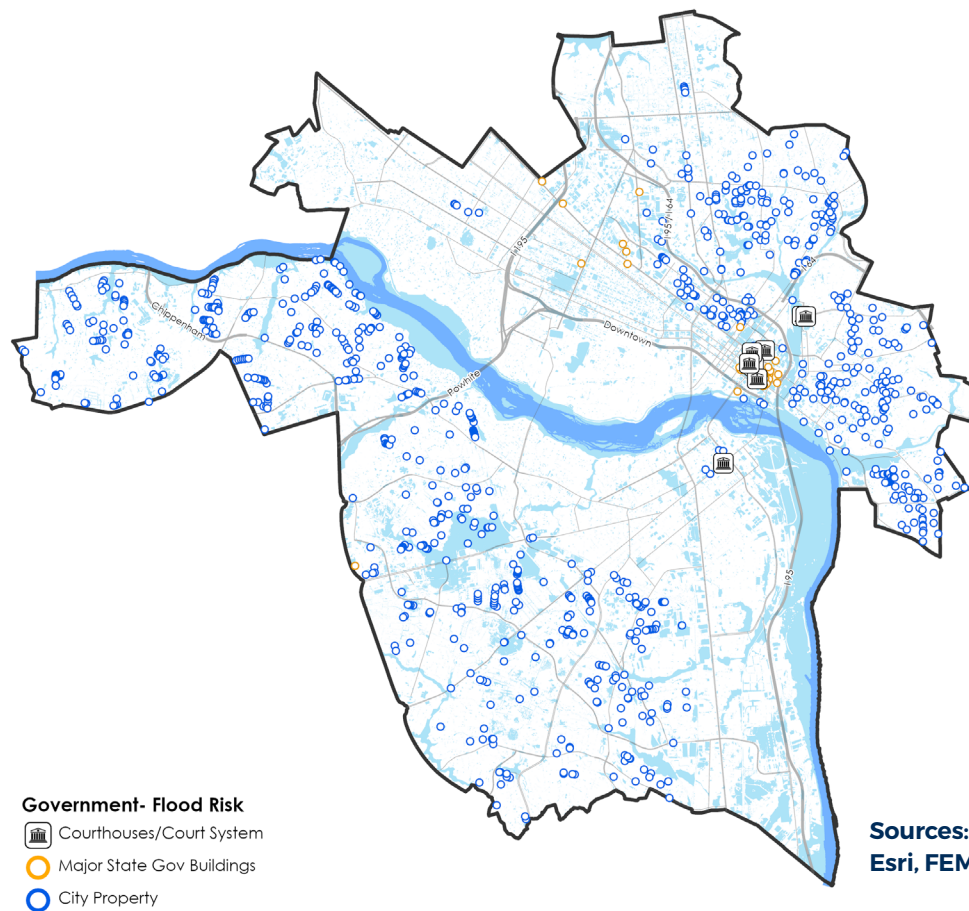 I-95
I-95 / I-64
I-64
Chippenham
Downtown
Powhite
I-95
Government- Flood Risk
Courthouses/Court System
Major State Gov Buildings
City Property
Sources:
Esri, FEM